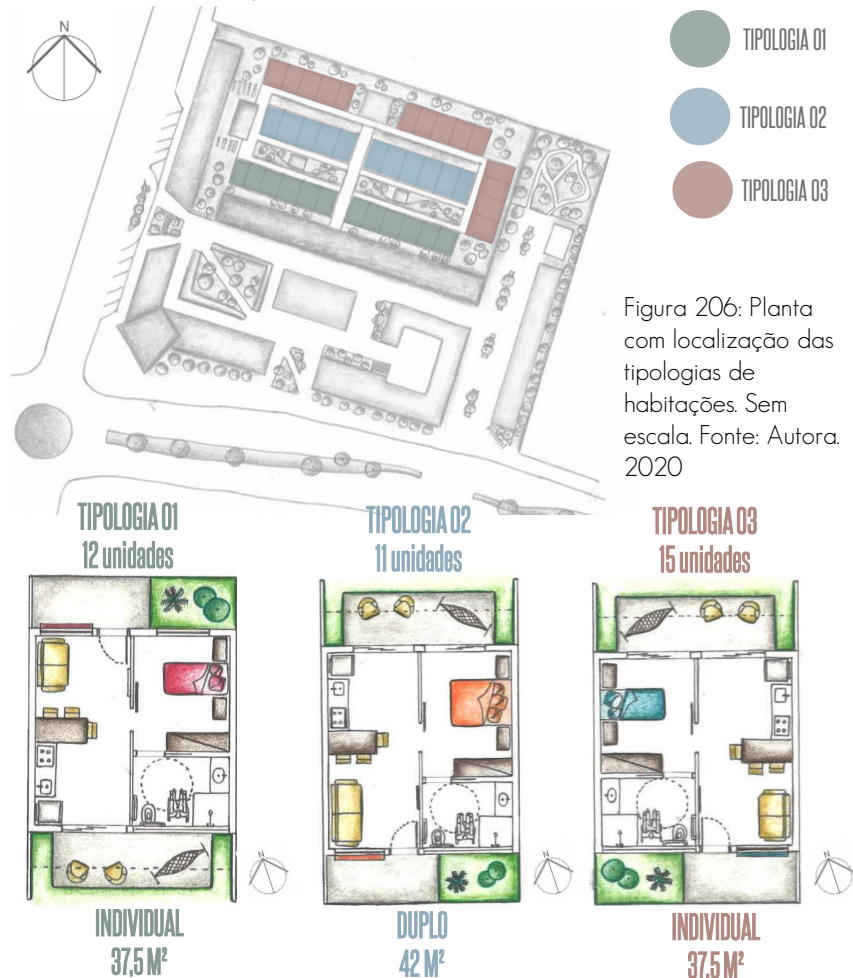 N
TIPOLOGIA 01
TIPOLOGIA 02
TIPOLOGIA 03
Figura 206: Planta
com localização das
tipologias de
habitações. Sem
escala. Fonte: Autora.
2020
TIPOLOGIA 01
12 unidades
TIPOLOGIA 02
11 unidades
TIPOLOGIA 03
15 unidades
N
N
N
INDIVIDUAL
37,5 M²
DUPLO
42 M²
INDIVIDUAL
37,5 M²